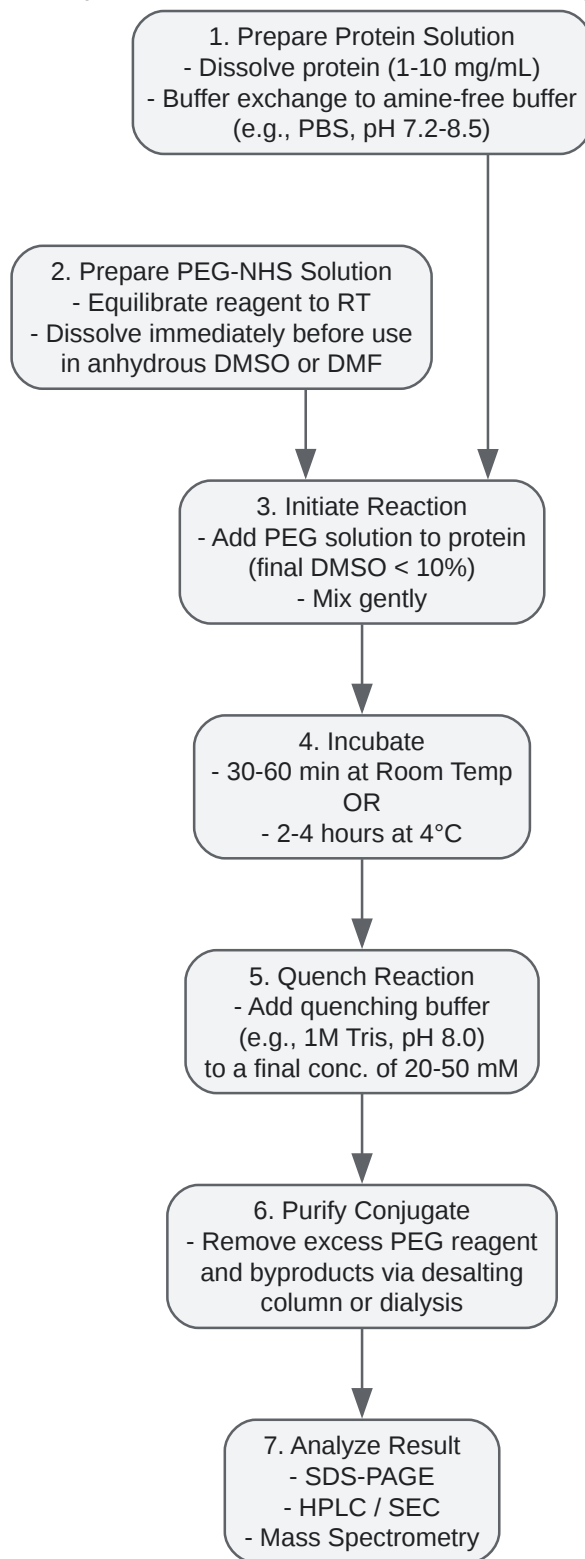 1. Prepare Protein Solution
- Dissolve protein (1-10 mg/mL)
- Buffer exchange to amine-free buffer
(e.g., PBS, pH 7.2-8.5)
2. Prepare PEG-NHS Solution
- Equilibrate reagent to RT
- Dissolve immediately before use
in anhydrous DMSO or DMF
3. Initiate Reaction
- Add PEG solution to protein
(final DMSO < 10%)
- Mix gently
4. Incubate
- 30-60 min at Room Temp
OR
- 2-4 hours at 4°C
5. Quench Reaction
- Add quenching buffer
(e.g., 1M Tris, pH 8.0)
to a final conc. of 20-50 mM
6. Purify Conjugate
- Remove excess PEG reagent
and byproducts via desalting
column or dialysis
7. Analyze Result
- SDS-PAGE
- HPLC / SEC
- Mass Spectrometry